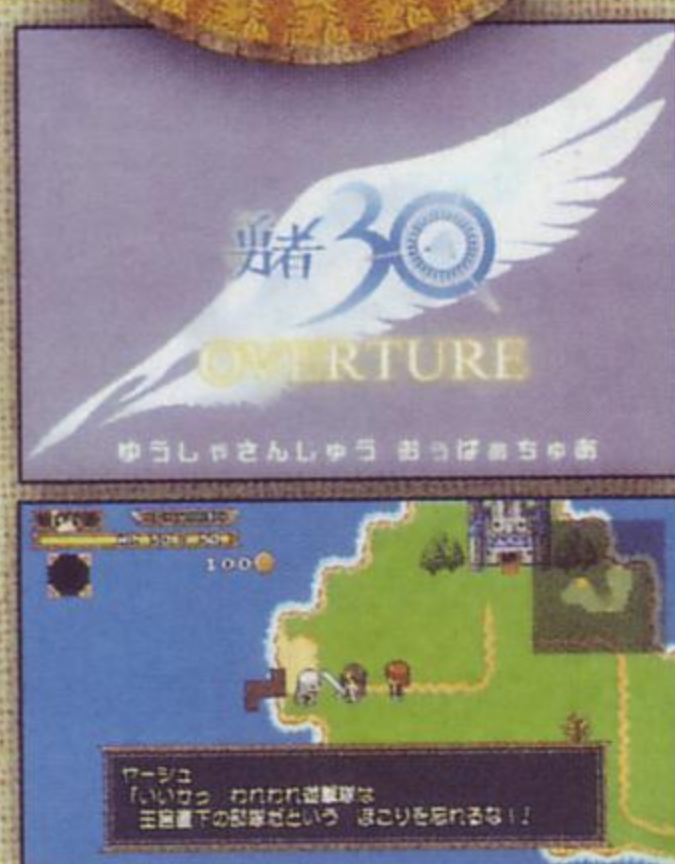 勇者30
OVERTURE
ゆうしゃさんじゅう おうばぁちゅあ
100
ヤーシュ
「いいかっ われわれ遊撃隊は
王宮直下の部隊だという ほこりを忘れるな！」